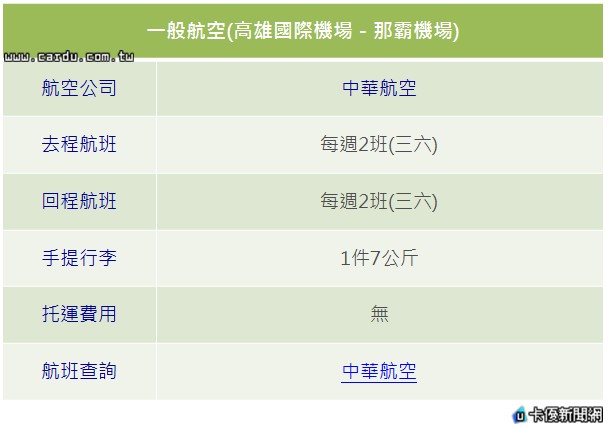 一般航空(高雄國際機場 - 那霸機場)
www.cardu.com.tw
航空公司 中華航空
去程航班 每週2班(三六)
回程航班 每週2班(三六)
手提行李 1件7公斤
托運費用 無
航班查詢 中華航空
卡優新聞網